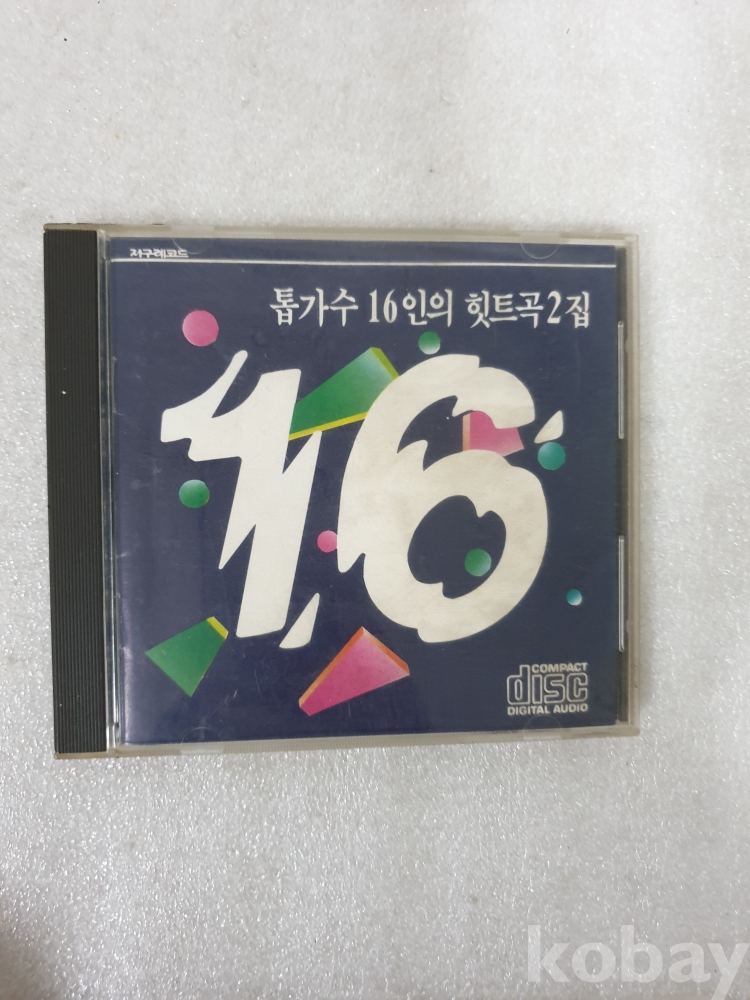 지구레코드
톱가수 16인의 힛트곡2집
16
COMPACT
disc
DIGITAL AUDIO
kobay